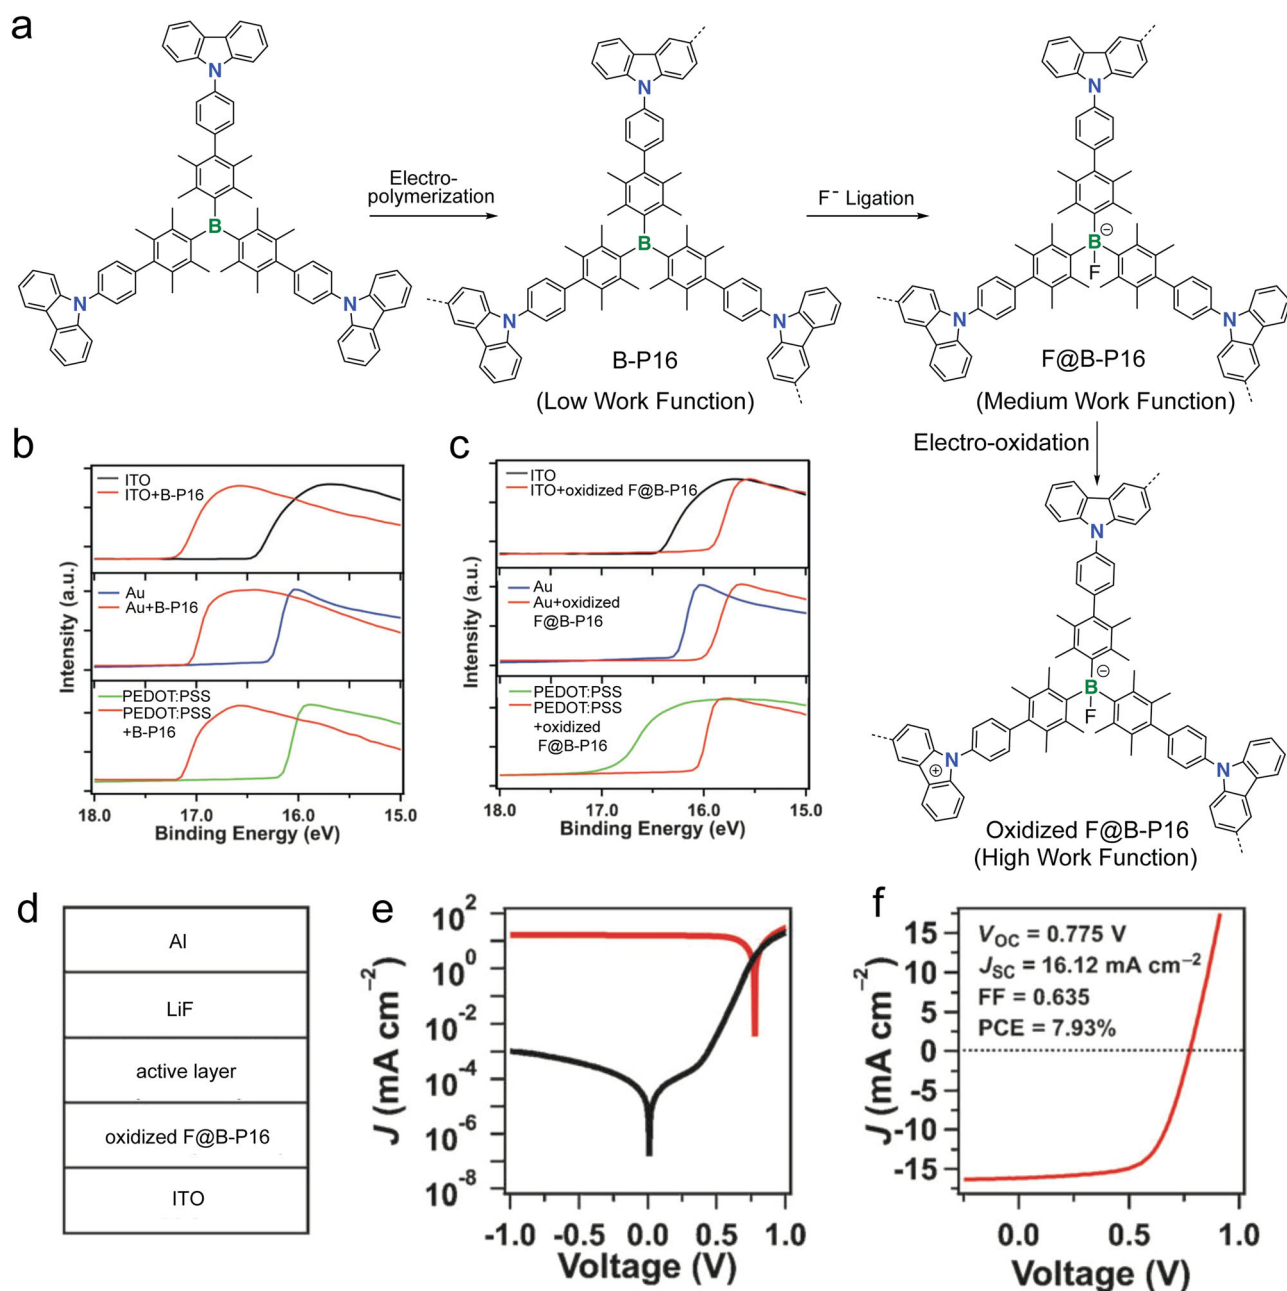 a
N
B
N
N
Electro-
polymerization
N
B
N
N
B-P16
(Low Work Function)
F⁻ Ligation
N
B
⊖
F
N
N
F@B-P16
(Medium Work Function)
Electro-oxidation
N
B
⊖
F
N
⊕
N
Oxidized F@B-P16
(High Work Function)
b
ITO
ITO+B-P16
Au
Au+B-P16
PEDOT:PSS
PEDOT:PSS
+B-P16
Intensity (a.u.)
18.0 17.0 16.0 15.0
Binding Energy (eV)
c
ITO
ITO+oxidized F@B-P16
Au
Au+oxidized
F@B-P16
PEDOT:PSS
PEDOT:PSS
+oxidized
F@B-P16
Intensity (a.u.)
18.0 17.0 16.0 15.0
Binding Energy (eV)
d
Al
LiF
active layer
oxidized F@B-P16
ITO
e
J (mA cm⁻²)
10²
10⁰
10⁻²
10⁻⁴
10⁻⁶
10⁻⁸
-1.0 -0.5 0.0 0.5 1.0
Voltage (V)
f
J (mA cm⁻²)
15
10
5
0
-5
-10
-15
V_OC = 0.775 V
J_SC = 16.12 mA cm⁻²
FF = 0.635
PCE = 7.93%
0.0 0.5 1.0
Voltage (V)